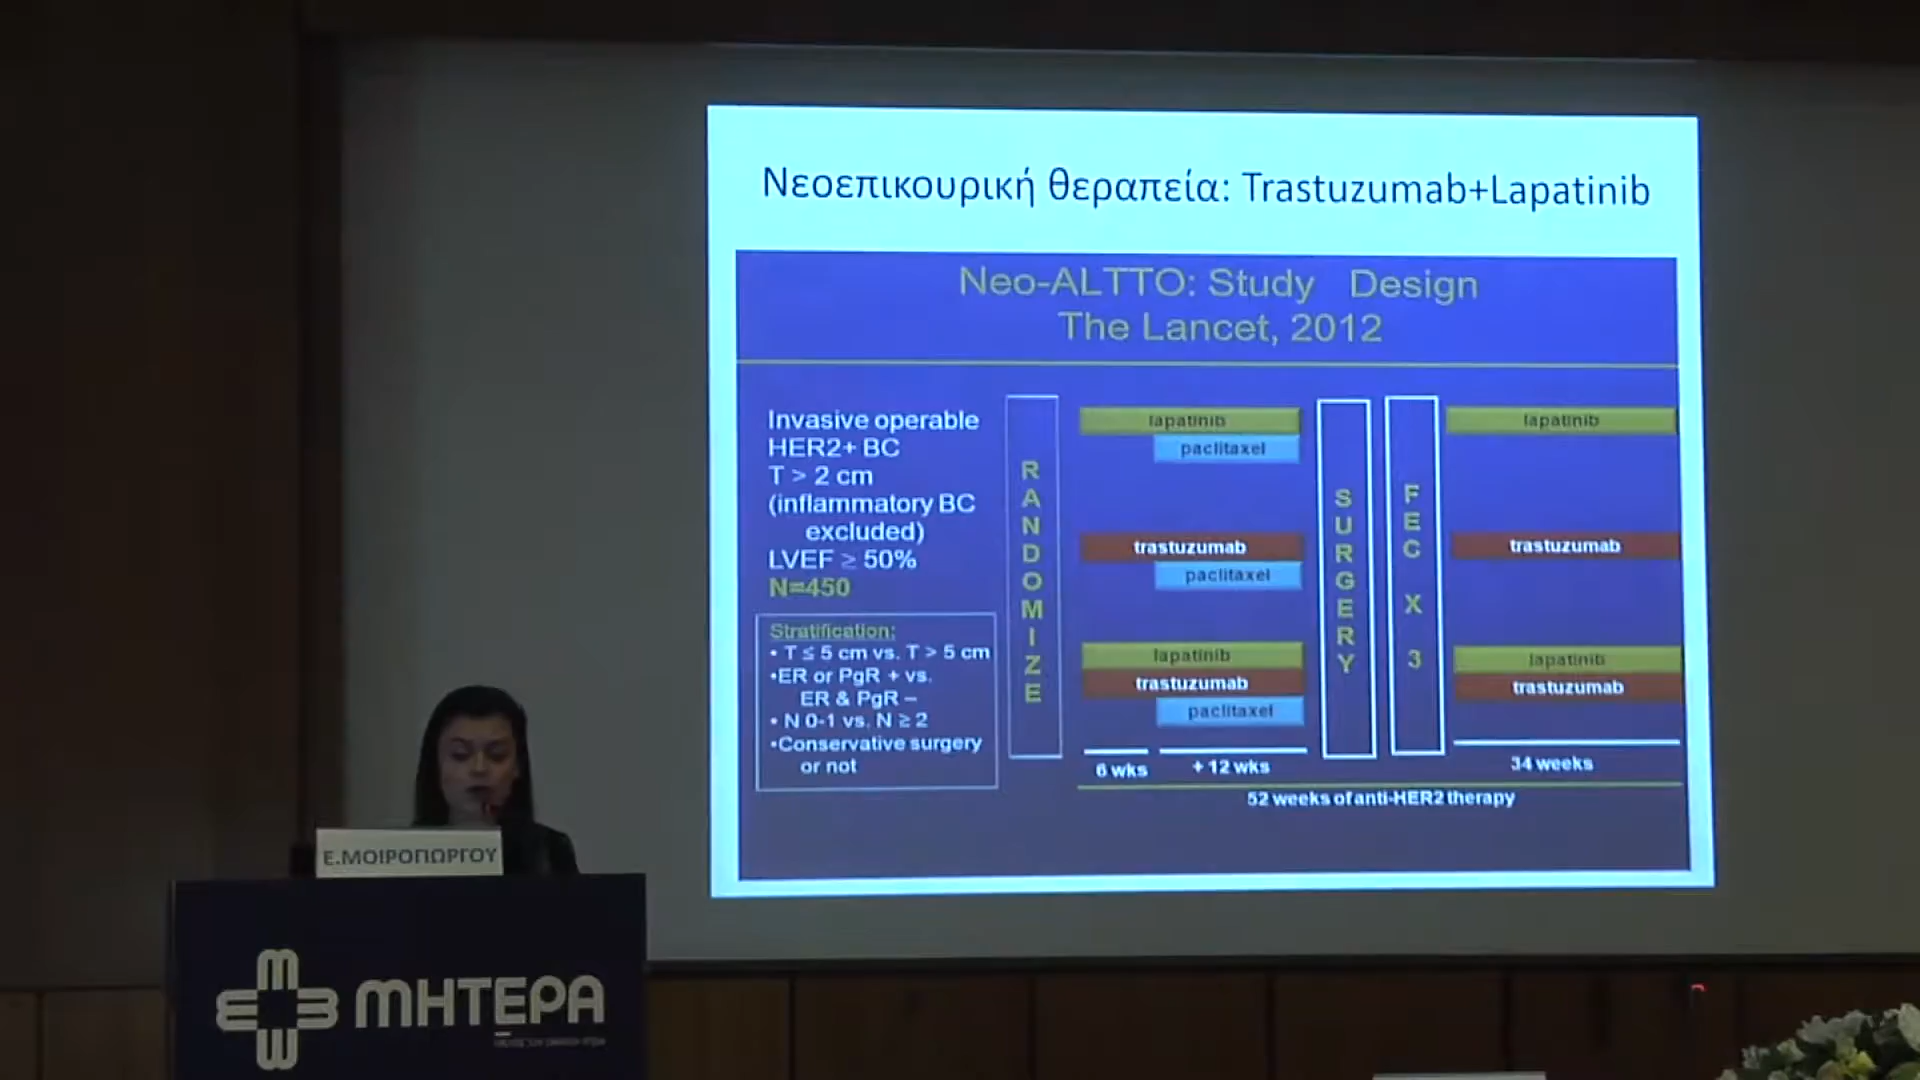 Νεοεπικουρική θεραπεία: Trastuzumab+Lapatinib
Neo-ALTTO: Study Design
The Lancet, 2012
Invasive operable
HER2+ BC
T > 2 cm
(inflammatory BC
excluded)
LVEF ≥ 50%
N=450
Stratification:
• T ≤ 5 cm vs. T > 5 cm
•ER or PgR + vs.
ER & PgR –
• N 0-1 vs. N ≥ 2
•Conservative surgery
or not
RANDOMIZE
lapatinib
paclitaxel
trastuzumab
paclitaxel
lapatinib
trastuzumab
paclitaxel
6 wks
+ 12 wks
SURGERY
FEC X 3
lapatinib
trastuzumab
lapatinib
trastuzumab
34 weeks
52 weeks of anti-HER2 therapy
Ε.ΜΟΙΡΟΓΙΩΡΓΟΥ
ΜΗΤΕΡΑ